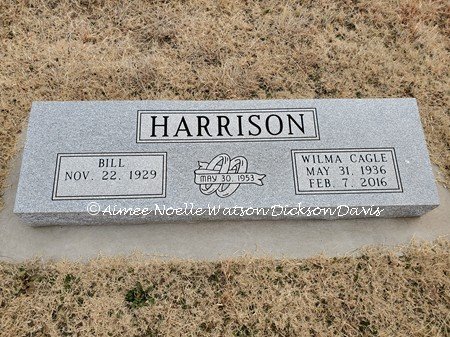 HARRISON
BILL
NOV. 22. 1929
MAY 30, 1953
WILMA CAGLE
MAY 31. 1936
FEB. 7. 2016
©Aimee Noelle Watson Dickson Davis